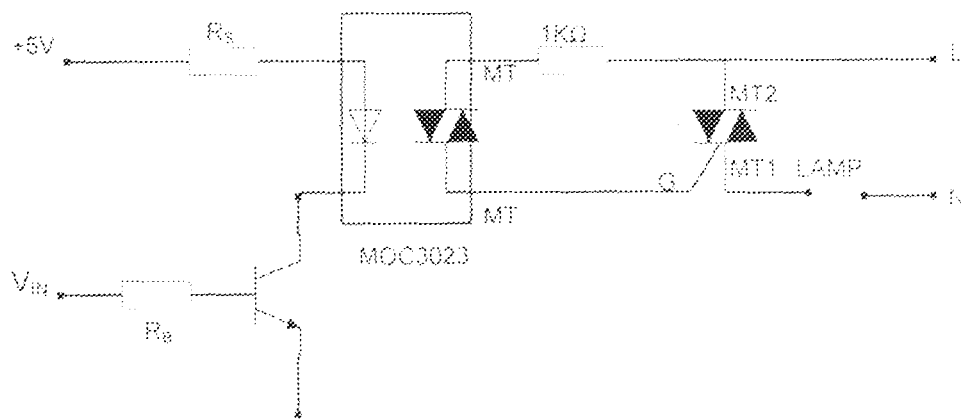 +5V
RS
1KΩ
L
MT
MT2
G
MT1 LAMP
N
MT
MOC3023
VIN
RB